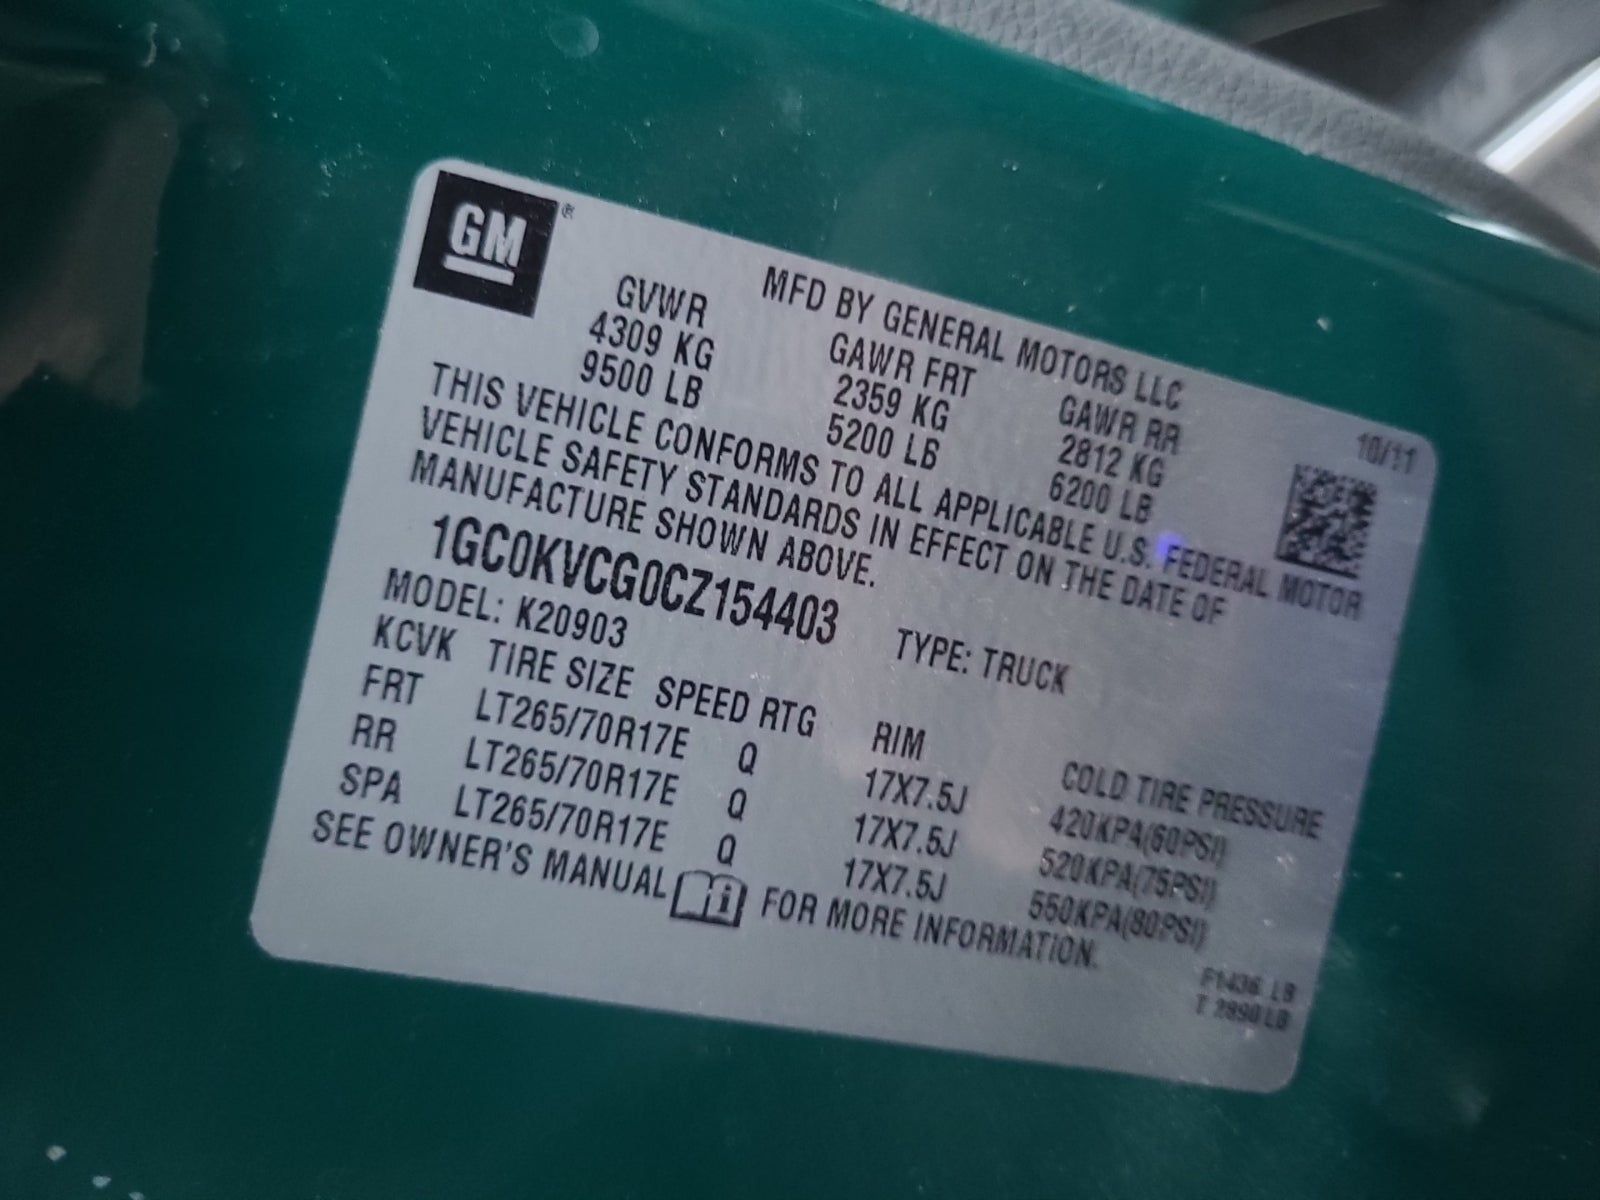 GM ®
MFD BY GENERAL MOTORS LLC
GVWR GAWR FRT GAWR RR 10/11
4309 KG 2359 KG 2812 KG
9500 LB 5200 LB 6200 LB
THIS VEHICLE CONFORMS TO ALL APPLICABLE U.S. FEDERAL MOTOR
VEHICLE SAFETY STANDARDS IN EFFECT ON THE DATE OF
MANUFACTURE SHOWN ABOVE.
1GC0KVCG0CZ154403 TYPE: TRUCK
MODEL: K20903
KCVK TIRE SIZE SPEED RTG RIM COLD TIRE PRESSURE
FRT LT265/70R17E Q 17X7.5J 420KPA(60PSI)
RR LT265/70R17E Q 17X7.5J 520KPA(75PSI)
SPA LT265/70R17E Q 17X7.5J 550KPA(80PSI)
SEE OWNER'S MANUAL i FOR MORE INFORMATION.
F1436 LB
T 2890 LB